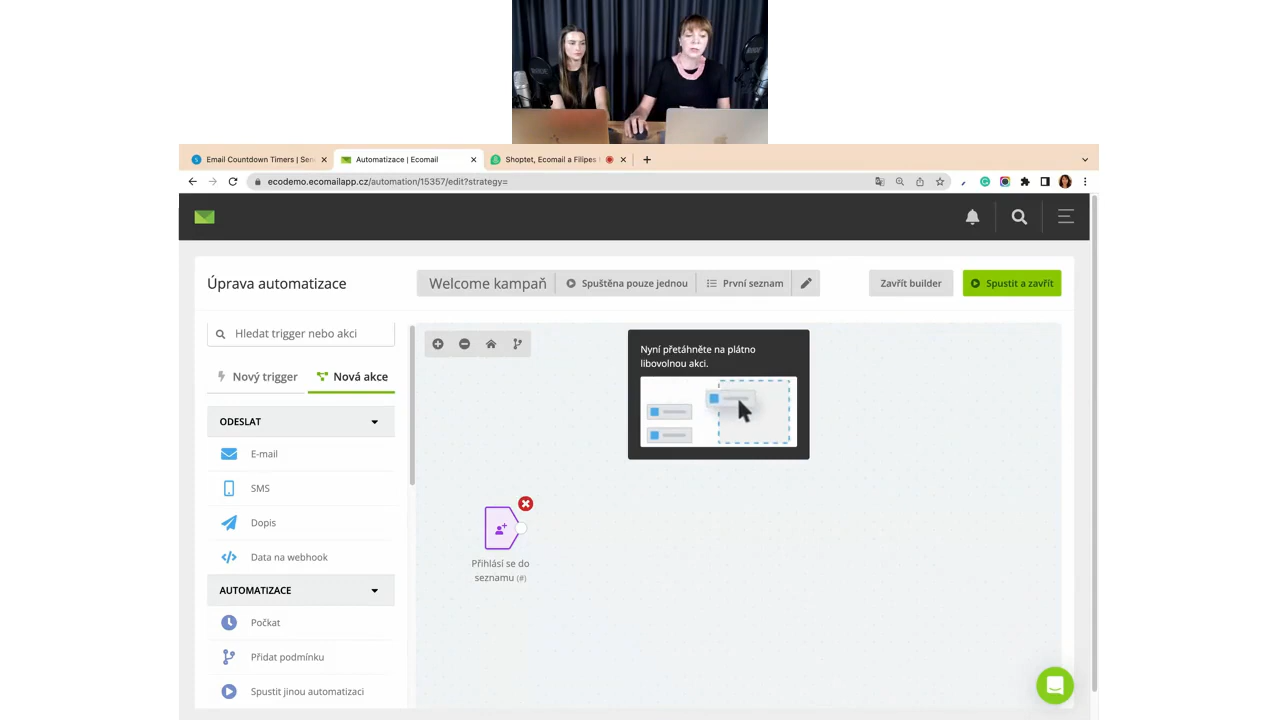 Email Countdown Timers | Sen
Automatizace | Ecomail
Shoptet, Ecomail a Filipes
ecodemo.ecomailapp.cz/automation/15357/edit?strategy=
Úprava automatizace
Welcome kampaň
Spuštěna pouze jednou
První seznam
Zavřít builder
Spustit a zavřít
Hledat trigger nebo akci
Nový trigger
Nová akce
ODESLAT
E-mail
SMS
Dopis
Data na webhook
AUTOMATIZACE
Počkat
Přidat podmínku
Spustit jinou automatizaci
Nyní přetáhněte na plátno
libovolnou akci.
Přihlásí se do
seznamu (#)